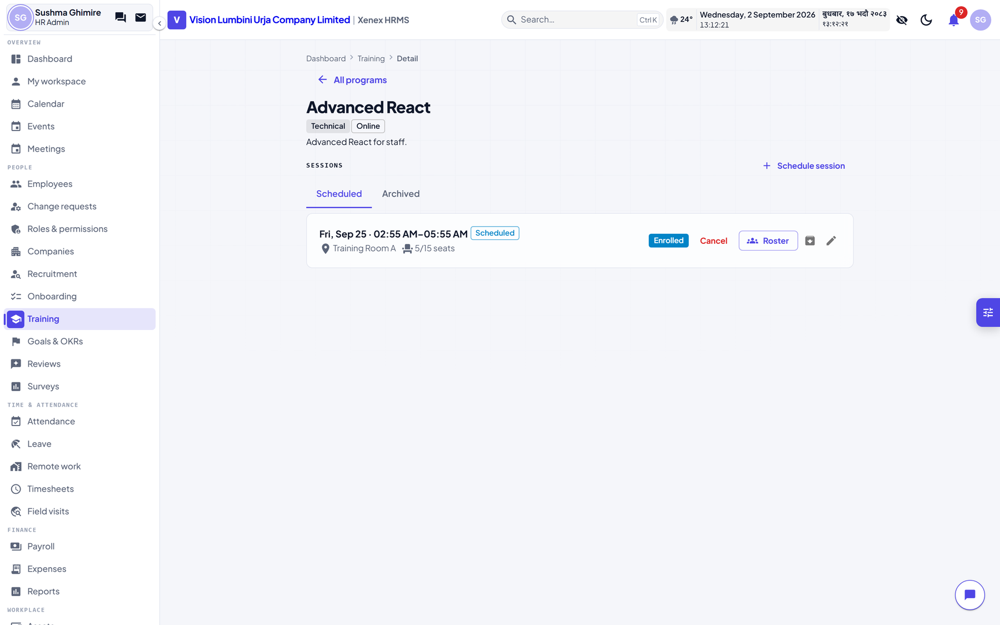 SG
Sushma Ghimire
HR Admin
OVERVIEW
Dashboard
My workspace
Calendar
Events
Meetings
PEOPLE
Employees
Change requests
Roles & permissions
Companies
Recruitment
Onboarding
Training
Goals & OKRs
Reviews
Surveys
TIME & ATTENDANCE
Attendance
Leave
Remote work
Timesheets
Field visits
FINANCE
Payroll
Expenses
Reports
WORKPLACE
V Vision Lumbini Urja Company Limited | Xenex HRMS
Search... Ctrl K
24°
Wednesday, 2 September 2026
13:12:21
बुधबार, १७ भदौ २०८३
१३:१२:२१
9
SG
Dashboard > Training > Detail
All programs
Advanced React
Technical Online
Advanced React for staff.
SESSIONS
Schedule session
Scheduled Archived
Fri, Sep 25 · 02:55 AM–05:55 AM Scheduled
Training Room A 5/15 seats
Enrolled Cancel Roster